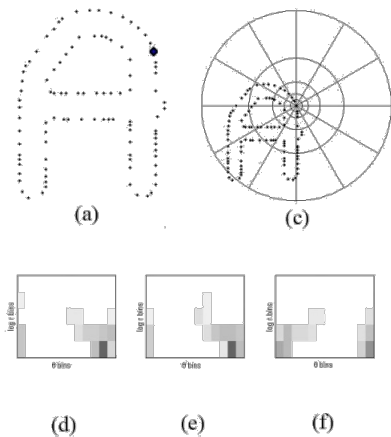 (a)
(c)
log r bins
θ bins
log r bins
θ bins
log r bins
θ bins
(d)
(e)
(f)